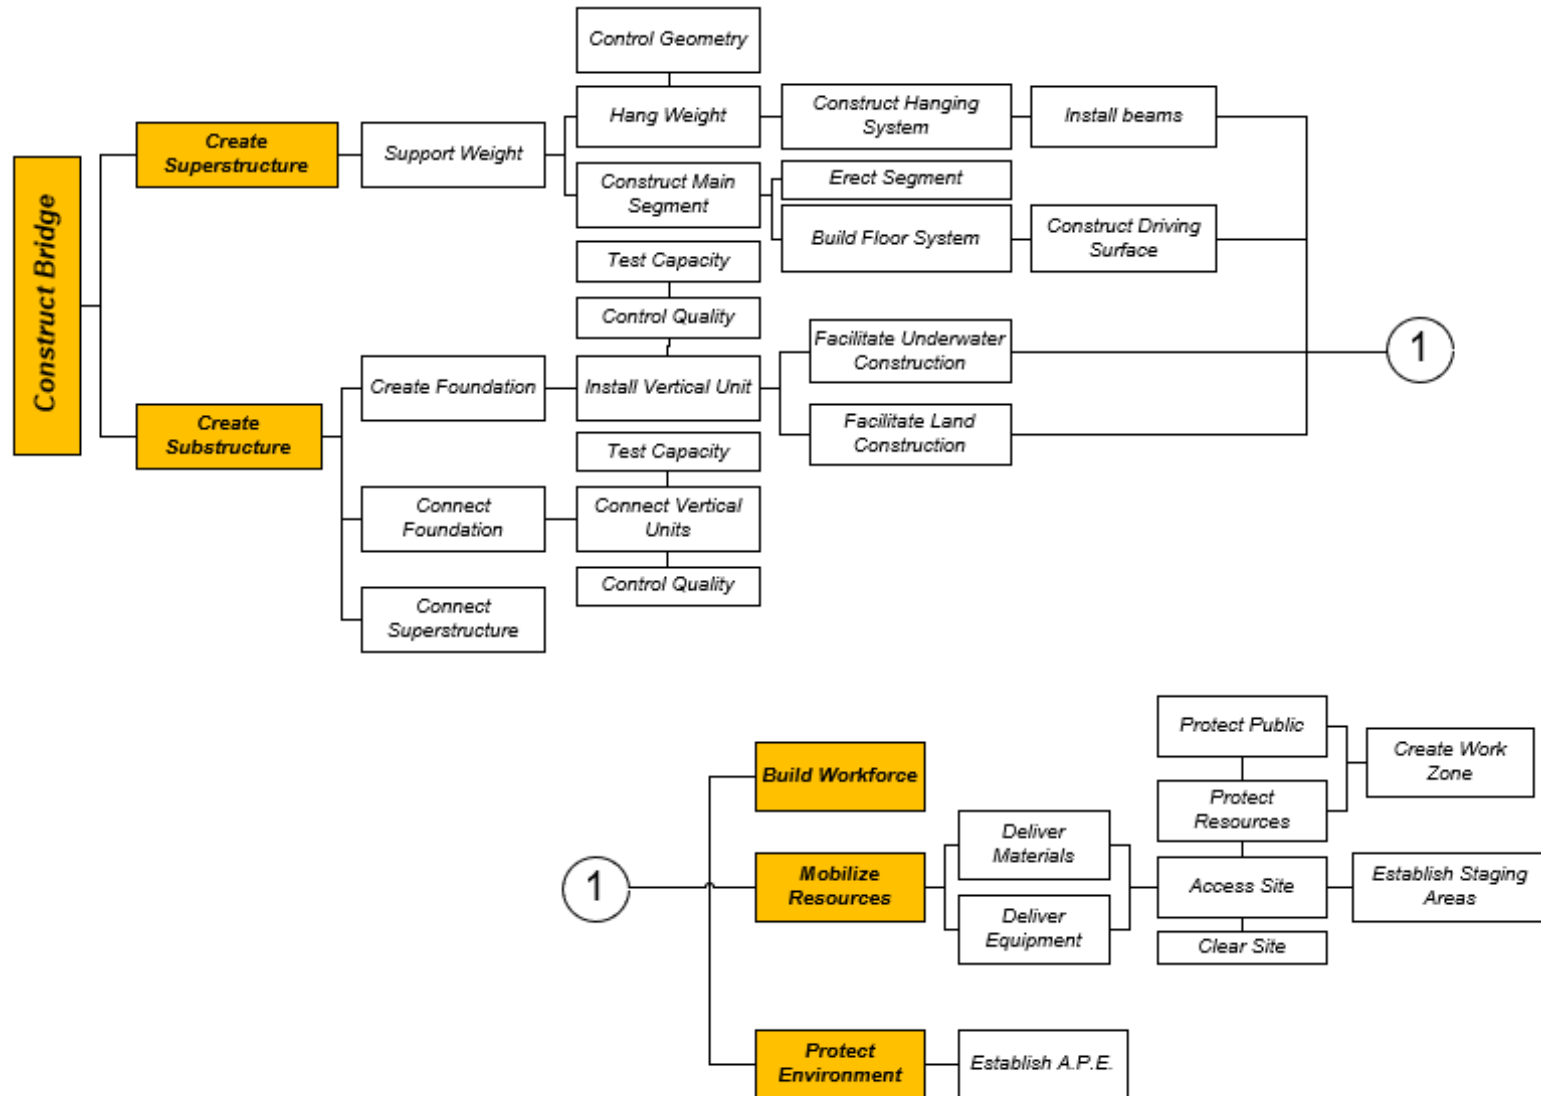 Construct Bridge
Create
Superstructure
Support Weight
Control Geometry
Hang Weight
Construct Hanging
System
Install beams
Construct Main
Segment
Erect Segment
Build Floor System
Construct Driving
Surface
Create
Substructure
Create Foundation
Test Capacity
Control Quality
Install Vertical Unit
Facilitate Underwater
Construction
Facilitate Land
Construction
1
Connect
Foundation
Test Capacity
Connect Vertical
Units
Control Quality
Connect
Superstructure
1
Build Workforce
Mobilize
Resources
Deliver
Materials
Deliver
Equipment
Protect Public
Protect
Resources
Create Work
Zone
Access Site
Establish Staging
Areas
Clear Site
Protect
Environment
Establish A.P.E.